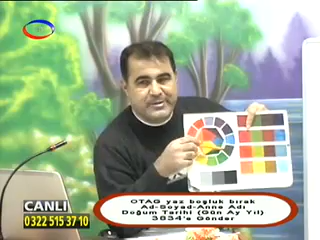 CANLI
0322 515 37 10
OTAG yaz boşluk bırak
Ad-Soyad-Anne Adı
Doğum Tarihi (Gün Ay Yıl)
3834'e Gönder